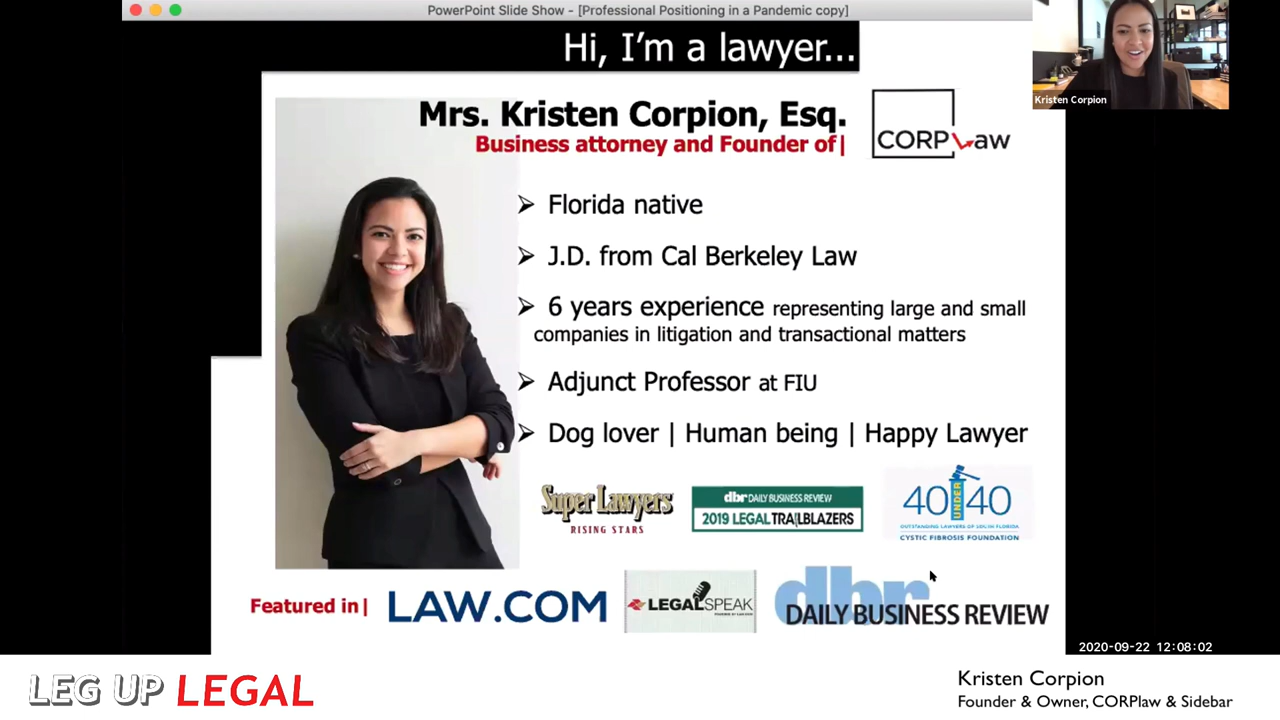 PowerPoint Slide Show - [Professional Positioning in a Pandemic copy]
Hi, I'm a lawyer...
Kristen Corpion
Mrs. Kristen Corpion, Esq.
Business attorney and Founder of|
CORPLaw
➢ Florida native
➢ J.D. from Cal Berkeley Law
➢ 6 years experience representing large and small
companies in litigation and transactional matters
➢ Adjunct Professor at FIU
➢ Dog lover | Human being | Happy Lawyer
Super Lawyers
RISING STARS
dbr DAILY BUSINESS REVIEW
2019 LEGAL TRAILBLAZERS
40 UNDER 40
OUTSTANDING LAWYERS OF SOUTH FLORIDA
CYSTIC FIBROSIS FOUNDATION
Featured in|
LAW.COM
LEGALSPEAK
dbr
DAILY BUSINESS REVIEW
2020-09-22 12:08:02
LEG UP LEGAL
Kristen Corpion
Founder & Owner, CORPlaw & Sidebar